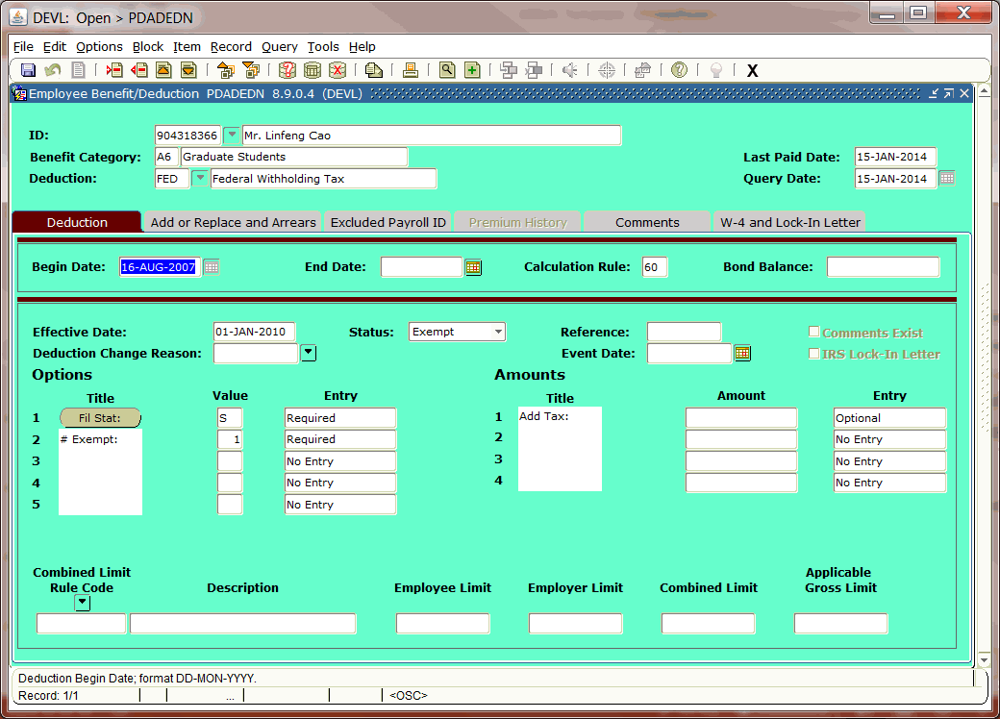 DEVL: Open > PDADEDN
File Edit Options Block Item Record Query Tools Help
X
Employee Benefit/Deduction PDADEDN 8.9.0.4 (DEVL)
ID: 904318366 Mr. Linfeng Cao
Benefit Category: A6 Graduate Students Last Paid Date: 15-JAN-2014
Deduction: FED Federal Withholding Tax Query Date: 15-JAN-2014
Deduction Add or Replace and Arrears Excluded Payroll ID Premium History Comments W-4 and Lock-In Letter
Begin Date: 16-AUG-2007 End Date: Calculation Rule: 60 Bond Balance:
Effective Date: 01-JAN-2010 Status: Exempt Reference: Comments Exist
Deduction Change Reason: Event Date: IRS Lock-In Letter
Options Amounts
Title Value Entry Title Amount Entry
1 Fil Stat: S Required 1 Add Tax: Optional
2 # Exempt: 1 Required 2 No Entry
3 No Entry 3 No Entry
4 No Entry 4 No Entry
5 No Entry
Combined Limit Applicable
Rule Code Description Employee Limit Employer Limit Combined Limit Gross Limit
Deduction Begin Date; format DD-MON-YYYY.
Record: 1/1 ... <OSC>